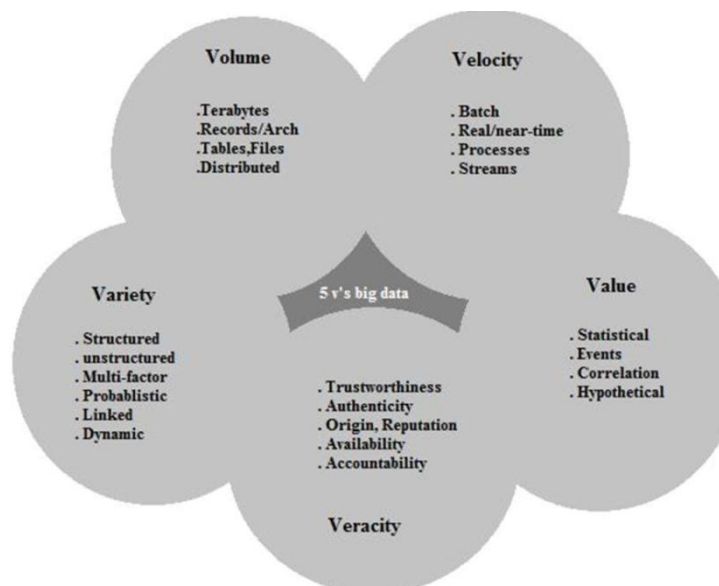 Volume
.Terabytes
.Records/Arch
.Tables,Files
.Distributed
Velocity
. Batch
. Real/near-time
. Processes
. Streams
Variety
. Structured
. unstructured
. Multi-factor
. Probablistic
. Linked
. Dynamic
5 v's big data
Value
. Statistical
. Events
. Correlation
. Hypothetical
. Trustworthiness
. Authenticity
. Origin, Reputation
. Availability
. Accountability
Veracity